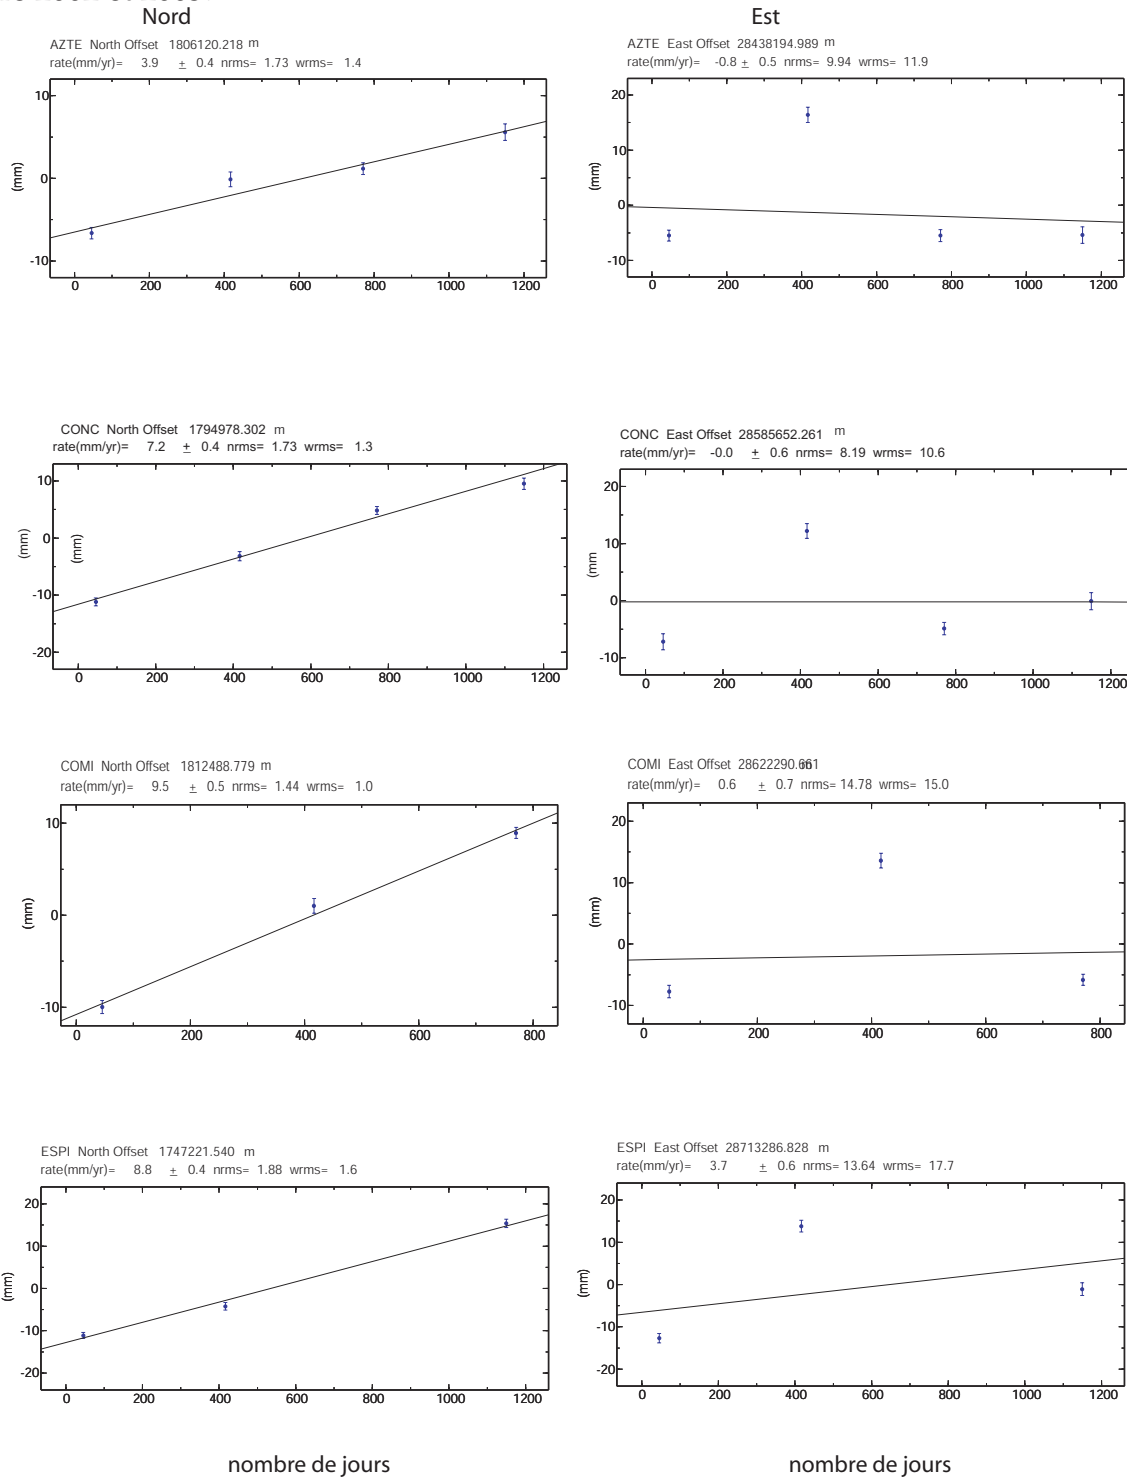 Nord
Est
AZTE North Offset 1806120.218 m
rate(mm/yr)= 3.9 ± 0.4 nrms= 1.73 wrms= 1.4
10
0
-10
(mm)
0 200 400 600 800 1000 1200
AZTE East Offset 28438194.989 m
rate(mm/yr)= -0.8 ± 0.5 nrms= 9.94 wrms= 11.9
20
10
0
-10
(mm)
0 200 400 600 800 1000 1200
CONC North Offset 1794978.302 m
rate(mm/yr)= 7.2 ± 0.4 nrms= 1.73 wrms= 1.3
10
0
-10
-20
(mm)
(mm)
0 200 400 600 800 1000 1200
CONC East Offset 28585652.261 m
rate(mm/yr)= -0.0 ± 0.6 nrms= 8.19 wrms= 10.6
20
10
0
-10
(mm
0 200 400 600 800 1000 1200
COMI North Offset 1812488.779 m
rate(mm/yr)= 9.5 ± 0.5 nrms= 1.44 wrms= 1.0
10
0
-10
(mm)
0 200 400 600 800
COMI East Offset 28622290.661
rate(mm/yr)= 0.6 ± 0.7 nrms= 14.78 wrms= 15.0
20
10
0
-10
(mm)
0 200 400 600 800
ESPI North Offset 1747221.540 m
rate(mm/yr)= 8.8 ± 0.4 nrms= 1.88 wrms= 1.6
20
10
0
-10
-20
(mm)
0 200 400 600 800 1000 1200
ESPI East Offset 28713286.828 m
rate(mm/yr)= 3.7 ± 0.6 nrms= 13.64 wrms= 17.7
20
10
0
-10
-20
(mm)
0 200 400 600 800 1000 1200
nombre de jours
nombre de jours